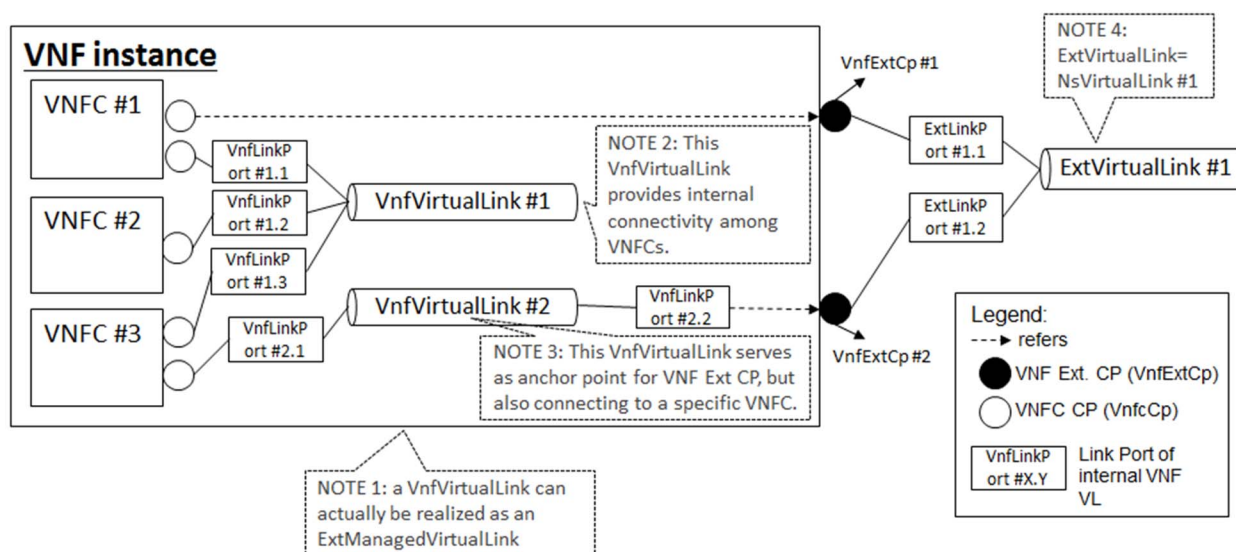 VNF instance
VNFC #1
VNFC #2
VNFC #3
VnfLinkP
ort #1.1
VnfLinkP
ort #1.2
VnfLinkP
ort #1.3
VnfLinkP
ort #2.1
VnfVirtualLink #1
VnfVirtualLink #2
VnfLinkP
ort #2.2
NOTE 2: This
VnfVirtualLink
provides internal
connectivity among
VNFCs.
NOTE 3: This VnfVirtualLink serves
as anchor point for VNF Ext CP, but
also connecting to a specific VNFC.
NOTE 1: a VnfVirtualLink can
actually be realized as an
ExtManagedVirtualLink
VnfExtCp #1
VnfExtCp #2
ExtLinkP
ort #1.1
ExtLinkP
ort #1.2
NOTE 4:
ExtVirtualLink=
NsVirtualLink #1
ExtVirtualLink #1
Legend:
refers
VNF Ext. CP (VnfExtCp)
VNFC CP (VnfcCp)
VnfLinkP
ort #X.Y
Link Port of
internal VNF
VL